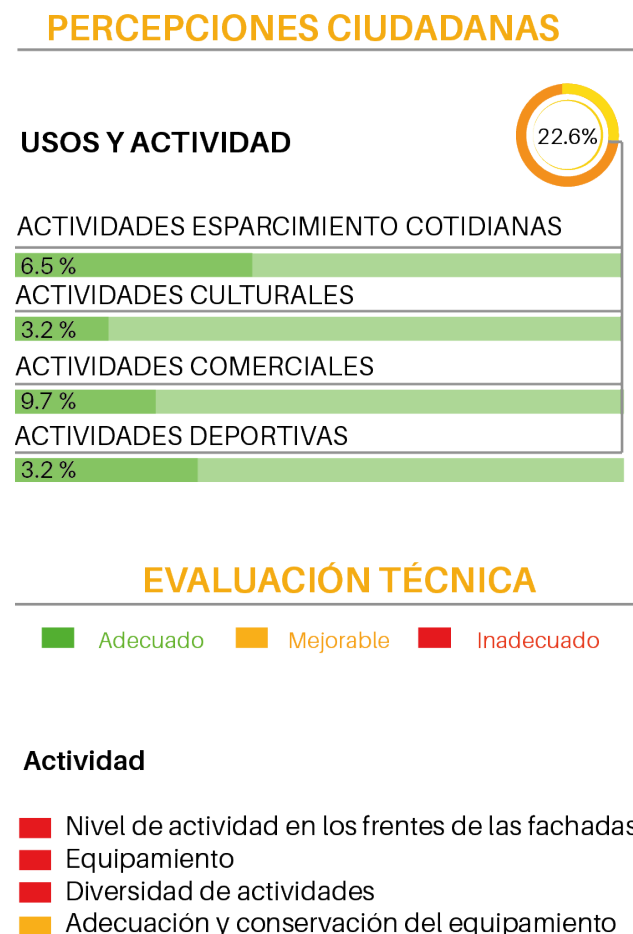 PERCEPCIONES CIUDADANAS
USOS Y ACTIVIDAD
22.6%
ACTIVIDADES ESPARCIMIENTO COTIDIANAS
6.5 %
ACTIVIDADES CULTURALES
3.2 %
ACTIVIDADES COMERCIALES
9.7 %
ACTIVIDADES DEPORTIVAS
3.2 %
EVALUACIÓN TÉCNICA
Adecuado Mejorable Inadecuado
Actividad
Nivel de actividad en los frentes de las fachadas
Equipamiento
Diversidad de actividades
Adecuación y conservación del equipamiento